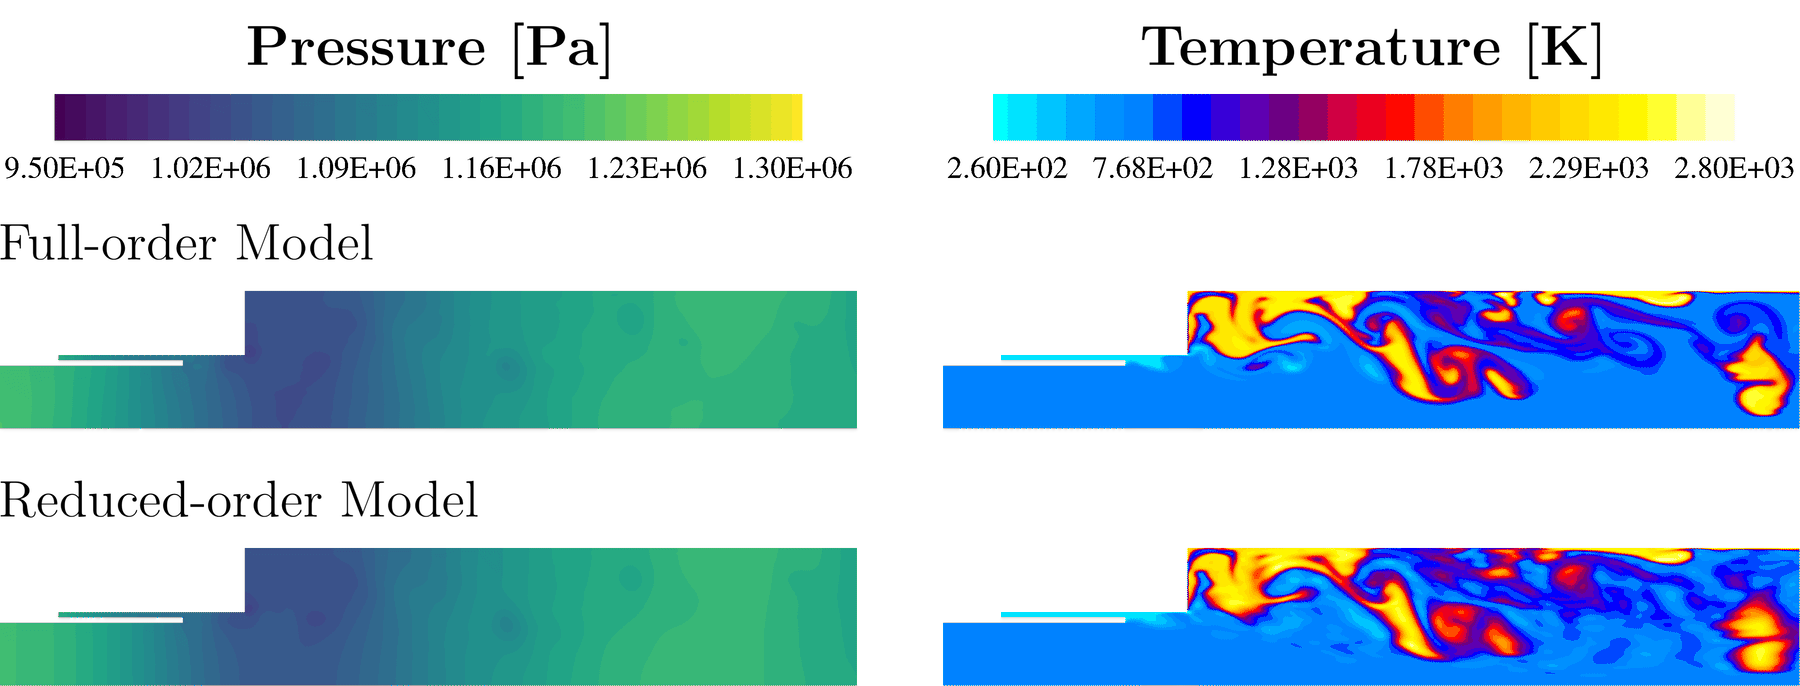 Pressure [Pa]
Temperature [K]
9.50E+05 1.02E+06 1.09E+06 1.16E+06 1.23E+06 1.30E+06
2.60E+02 7.68E+02 1.28E+03 1.78E+03 2.29E+03 2.80E+03
Full-order Model
Reduced-order Model